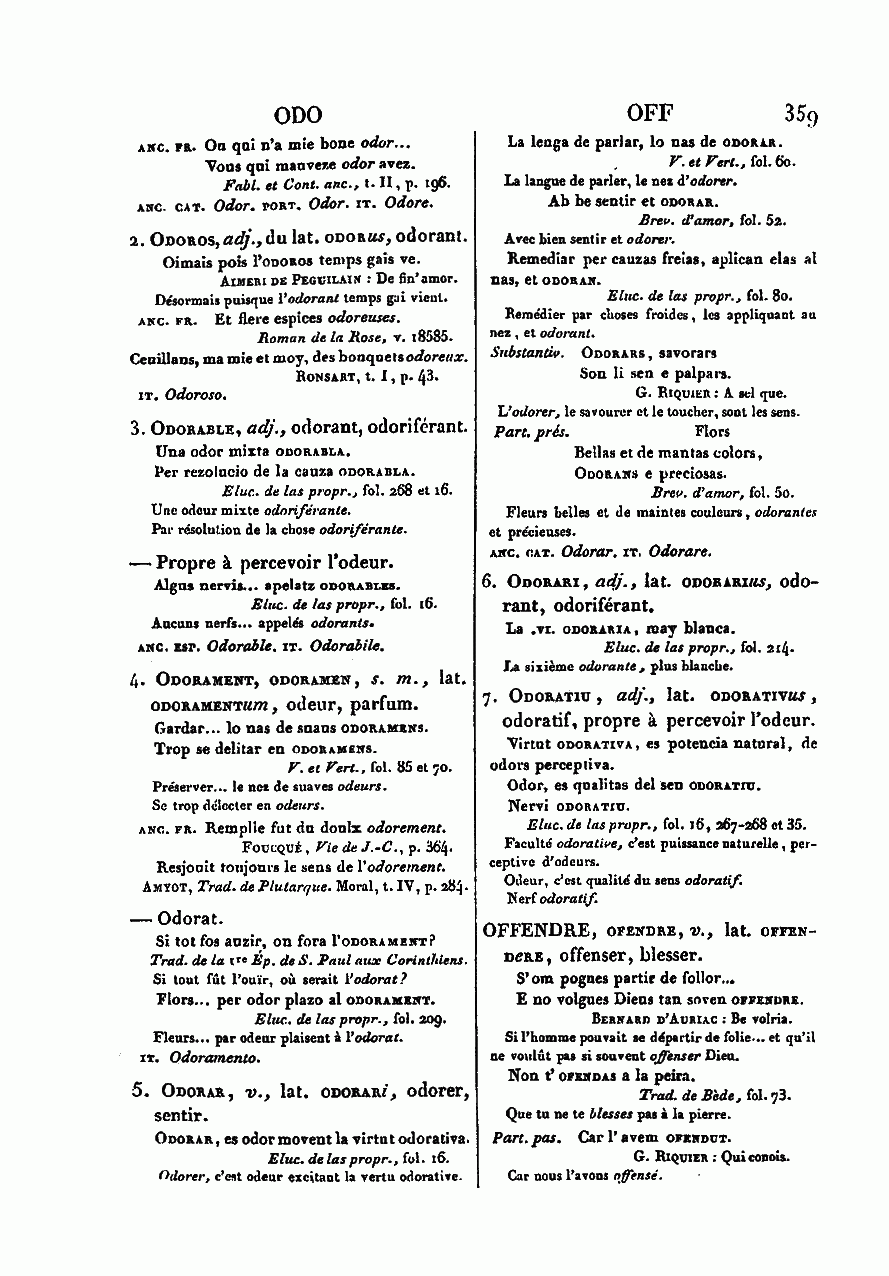 ODO
OFF 359
ANC. FR. On qui n'a mie bone odor...
Vous qui mauveze odor avez.
Fabl. et Cont. anc., t. II, p. 196.
ANC. CAT. Odor. PORT. Odor. IT. Odore.
2. ODOROS, adj., du lat. ODORUS, odorant.
Oimais pois l'ODOROS temps gais ve.
AIMERI DE PEGUILAIN : De fin' amor.
Désormais puisque l'odorant temps gai vient.
ANC. FR. Et flere espices odoreuses.
Roman de la Rose, v. 18585.
Ceuillans, ma mie et moy, des bouquets odoreux.
RONSART, t. I, p. 43.
IT. Odoroso.
3. ODORABLE, adj., odorant, odoriférant.
Una odor mixta ODORABLA.
Per rezolucio de la cauza ODORABLA.
Eluc. de las propr., fol. 268 et 16.
Une odeur mixte odoriférante.
Par résolution de la chose odoriférante.
— Propre à percevoir l'odeur.
Algus nervis... apelatz ODORABLES.
Eluc. de las propr., fol. 16.
Aucuns nerfs... appelés odorants.
ANC. ESP. Odorable. IT. Odorabile.
4. ODORAMENT, ODORAMEN, s. m., lat.
ODORAMENTum, odeur, parfum.
Gardar... lo nas de suaus ODORAMENS.
Trop se delitar en ODORAMENS.
V. et Vert., fol. 85 et 70.
Préserver... le nez de suaves odeurs.
Se trop délecter en odeurs.
ANC. FR. Remplie fut du doulx odorement.
FOUCQUÉ, Vie de J.-C., p. 364.
Resjouit toujours le sens de l'odorement.
AMYOT, Trad. de Plutarque. Moral, t. IV, p. 284.
— Odorat.
Si tot fos auzir, on fora l'ODORAMENT?
Trad. de la 1re Ép. de S. Paul aux Corinthiens.
Si tout fût l'ouïr, où serait l'odorat?
Flors... per odor plazo al ODORAMENT.
Eluc. de las propr., fol. 209.
Fleurs... par odeur plaisent à l'odorat.
IT. Odoramento.
5. ODORAR, v., lat. ODORARi, odorer,
sentir.
ODORAR, es odor movent la virtut odorativa.
Eluc. de las propr., fol. 16.
Odorer, c'est odeur excitant la vertu odorative.
La lenga de parlar, lo nas de ODORAR.
V. et Vert., fol. 60.
La langue de parler, le nez d'odorer.
Ab be sentir et ODORAR.
Brev. d'amor, fol. 52.
Avec bien sentir et odorer.
Remediar per cauzas freias, aplican elas al
nas, et ODORAN.
Eluc. de las propr., fol. 80.
Remédier par choses froides, les appliquant au
nez, et odorant.
Substantiv. ODORARS, savorars
Son li sen e palpars.
G. RIQUIER : A sel que.
L'odorer, le savourer et le toucher, sont les sens.
Part. prés. Flors
Bellas et de mantas colors,
ODORANS e preciosas.
Brev. d'amor, fol. 50.
Fleurs belles et de maintes couleurs, odorantes
et précieuses.
ANC. CAT. Odorar. IT. Odorare.
6. ODORARI, adj., lat. ODORARIus, odo-
rant, odoriférant.
La .VI. ODORARIA, may blanca.
Eluc. de las propr., fol. 214.
La sixième odorante, plus blanche.
7. ODORATIU, adj., lat. ODORATIVus,
odoratif, propre à percevoir l'odeur.
Virtut ODORATIVA, es potencia natural, de
odors perceptiva.
Odor, es qualitas del sen ODORATIU.
Nervi ODORATIU.
Eluc. de las propr., fol. 16, 267-268 et 35.
Faculté odorative, c'est puissance naturelle, per-
ceptive d'odeurs.
Odeur, c'est qualité du sens odoratif.
Nerf odoratif.
OFFENDRE, OFENDRE, v., lat. OFFEN-
DeRE, offenser, blesser.
S'om pognes partir de follor...
E no volgues Dieus tan soven OFFENDRE.
BERNARD D'AURIAC : Be volria.
Si l'homme pouvait se départir de folie... et qu'il
ne voulût pas si souvent offenser Dieu.
Non t'OFENDAS a la peira.
Trad. de Bède, fol. 73.
Que tu ne te blesses pas à la pierre.
Part. pas. Car l'avem OFENDUT.
G. RIQUIER : Qui conois.
Car nous l'avons offensé.